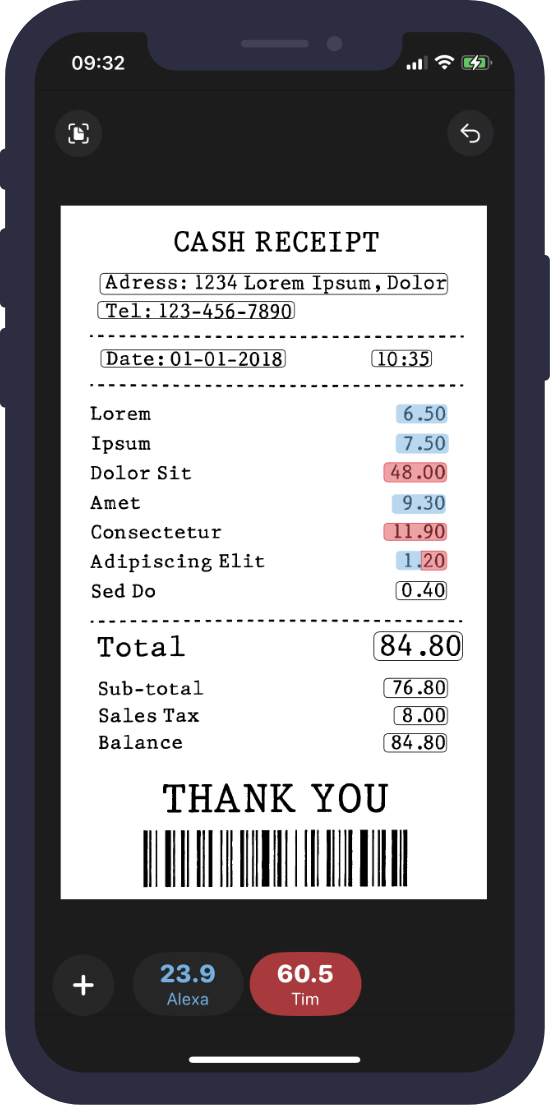 09:32
CASH RECEIPT
Adress: 1234 Lorem Ipsum, Dolor
Tel: 123-456-7890
Date: 01-01-2018 10:35
Lorem 6.50
Ipsum 7.50
Dolor Sit 48.00
Amet 9.30
Consectetur 11.90
Adipiscing Elit 1.20
Sed Do 0.40
Total 84.80
Sub-total 76.80
Sales Tax 8.00
Balance 84.80
THANK YOU
23.9 60.5
Alexa Tim